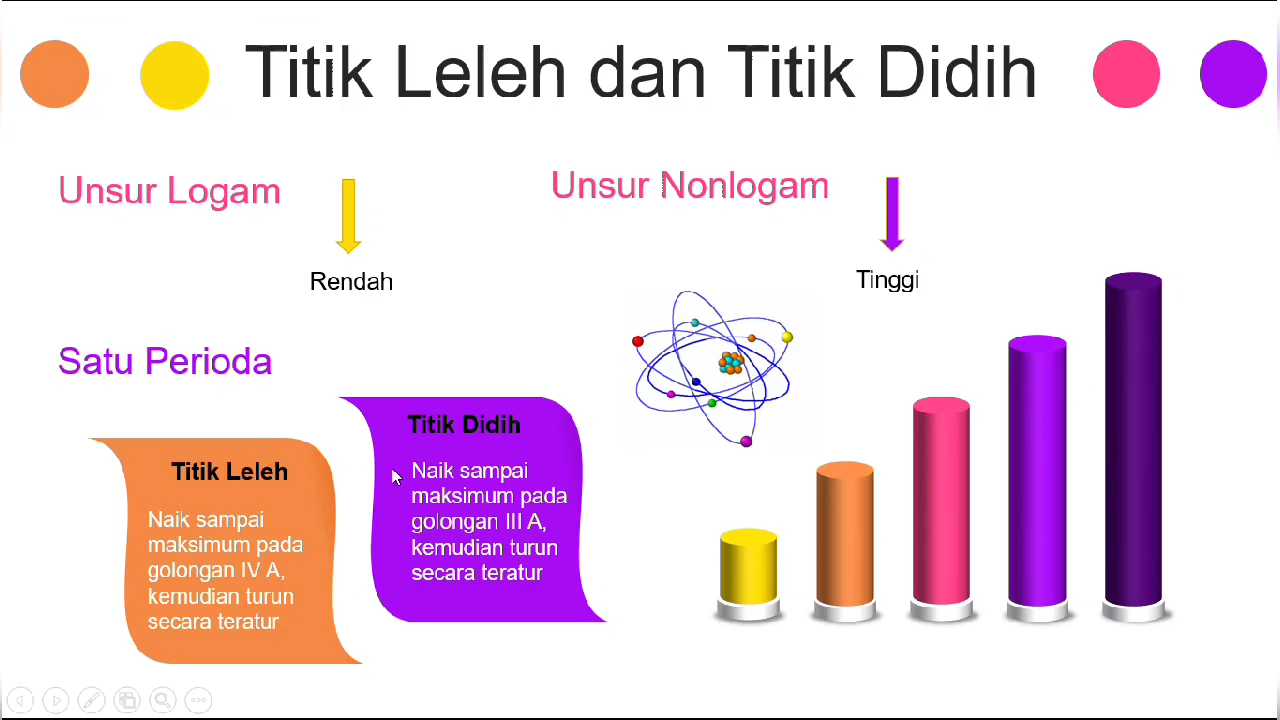 Titik Leleh dan Titik Didih
Unsur Logam
Rendah
Unsur Nonlogam
Tinggi
Satu Perioda
Titik Leleh
Naik sampai
maksimum pada
golongan IV A,
kemudian turun
secara teratur
Titik Didih
Naik sampai
maksimum pada
golongan III A,
kemudian turun
secara teratur